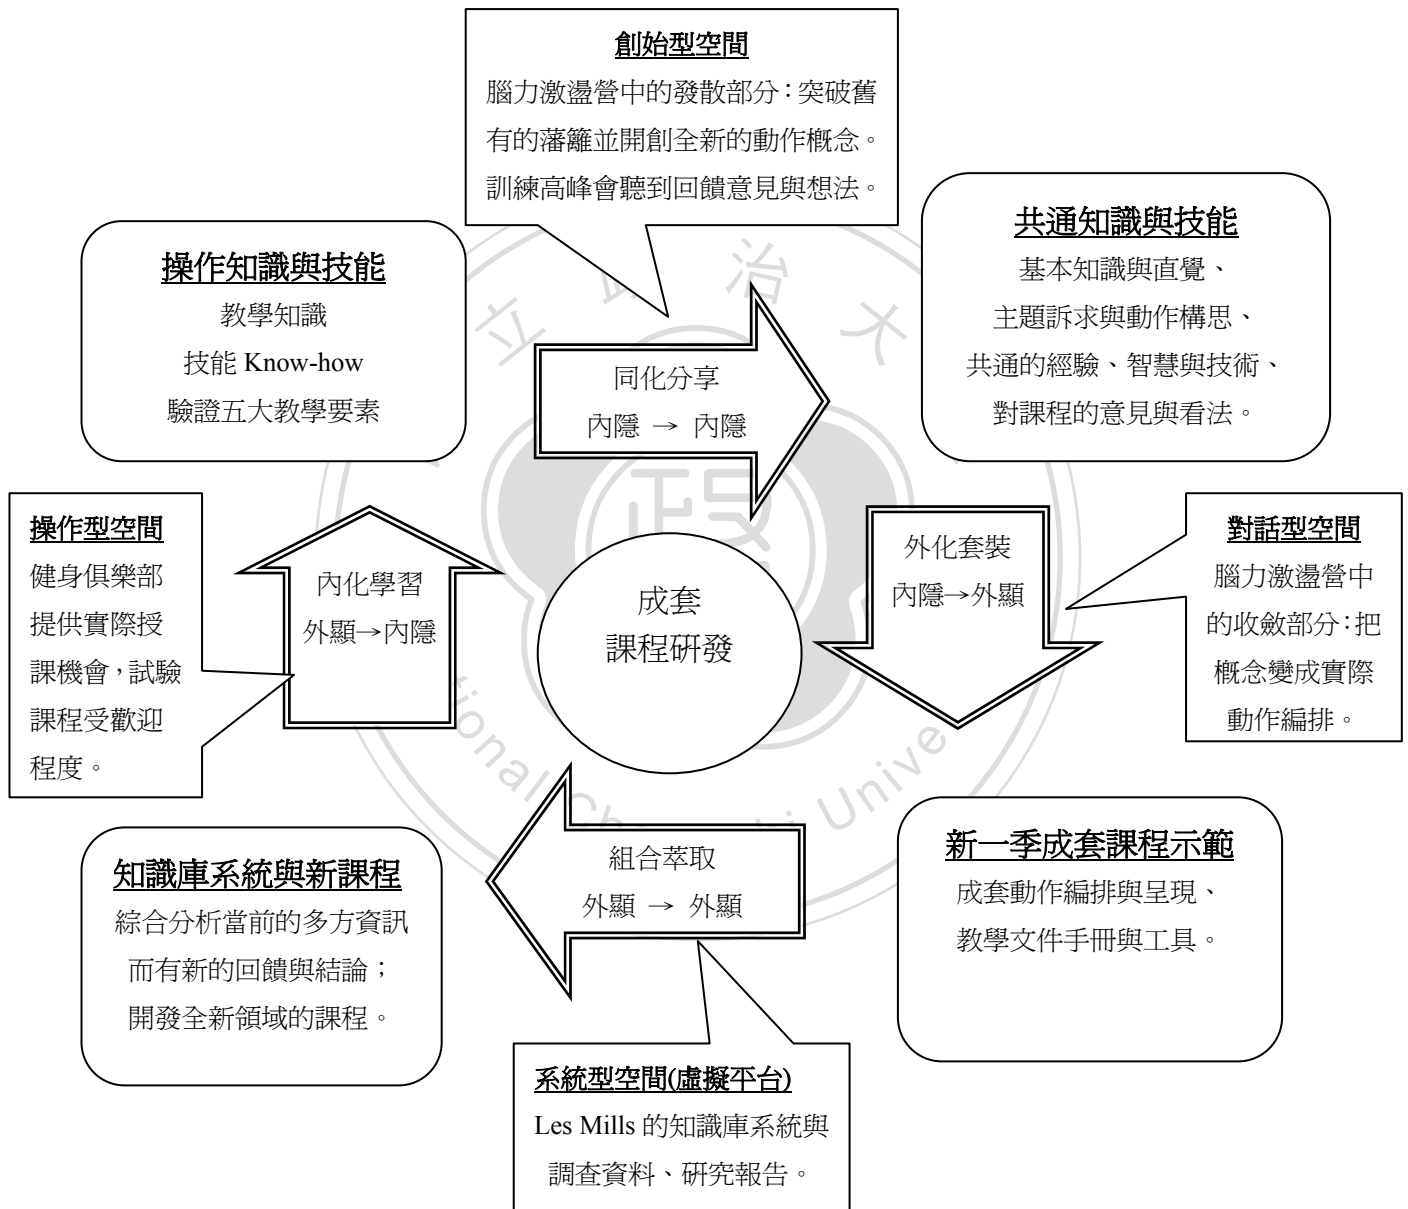 創始型空間
腦力激盪營中的發散部分：突破舊
有的藩籬並開創全新的動作概念。
訓練高峰會聽到回饋意見與想法。
操作知識與技能
教學知識
技能 Know-how
驗證五大教學要素
共通知識與技能
基本知識與直覺、
主題訴求與動作構思、
共通的經驗、智慧與技術、
對課程的意見與看法。
同化分享
內隱 → 內隱
操作型空間
健身俱樂部
提供實際授
課機會，試驗
課程受歡迎
程度。
內化學習
外顯→內隱
成套
課程研發
外化套裝
內隱→外顯
對話型空間
腦力激盪營中
的收斂部分：把
概念變成實際
動作編排。
知識庫系統與新課程
綜合分析當前的多方資訊
而有新的回饋與結論；
開發全新領域的課程。
組合萃取
外顯 → 外顯
新一季成套課程示範
成套動作編排與呈現、
教學文件手冊與工具。
系統型空間(虛擬平台)
Les Mills 的知識庫系統與
調查資料、研究報告。
立 治 大
政
Unive